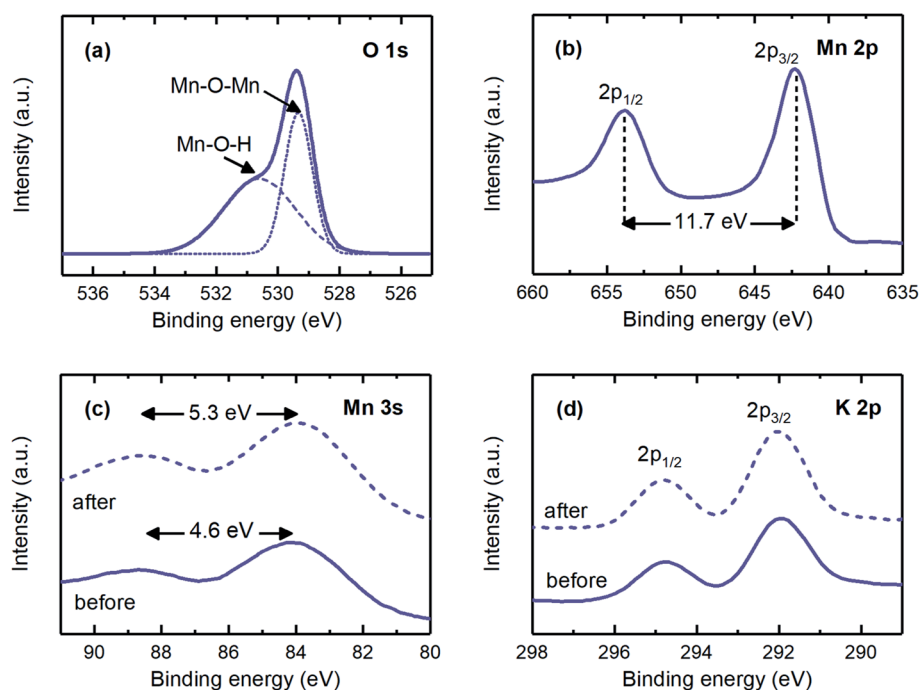 (a)
O 1s
Mn-O-Mn
Mn-O-H
Intensity (a.u.)
536 534 532 530 528 526
Binding energy (eV)
(b)
Mn 2p
2p3/2
2p1/2
11.7 eV
Intensity (a.u.)
660 655 650 645 640 635
Binding energy (eV)
(c)
Mn 3s
5.3 eV
after
4.6 eV
before
Intensity (a.u.)
90 88 86 84 82 80
Binding energy (eV)
(d)
K 2p
2p3/2
2p1/2
after
before
Intensity (a.u.)
298 296 294 292 290
Binding energy (eV)